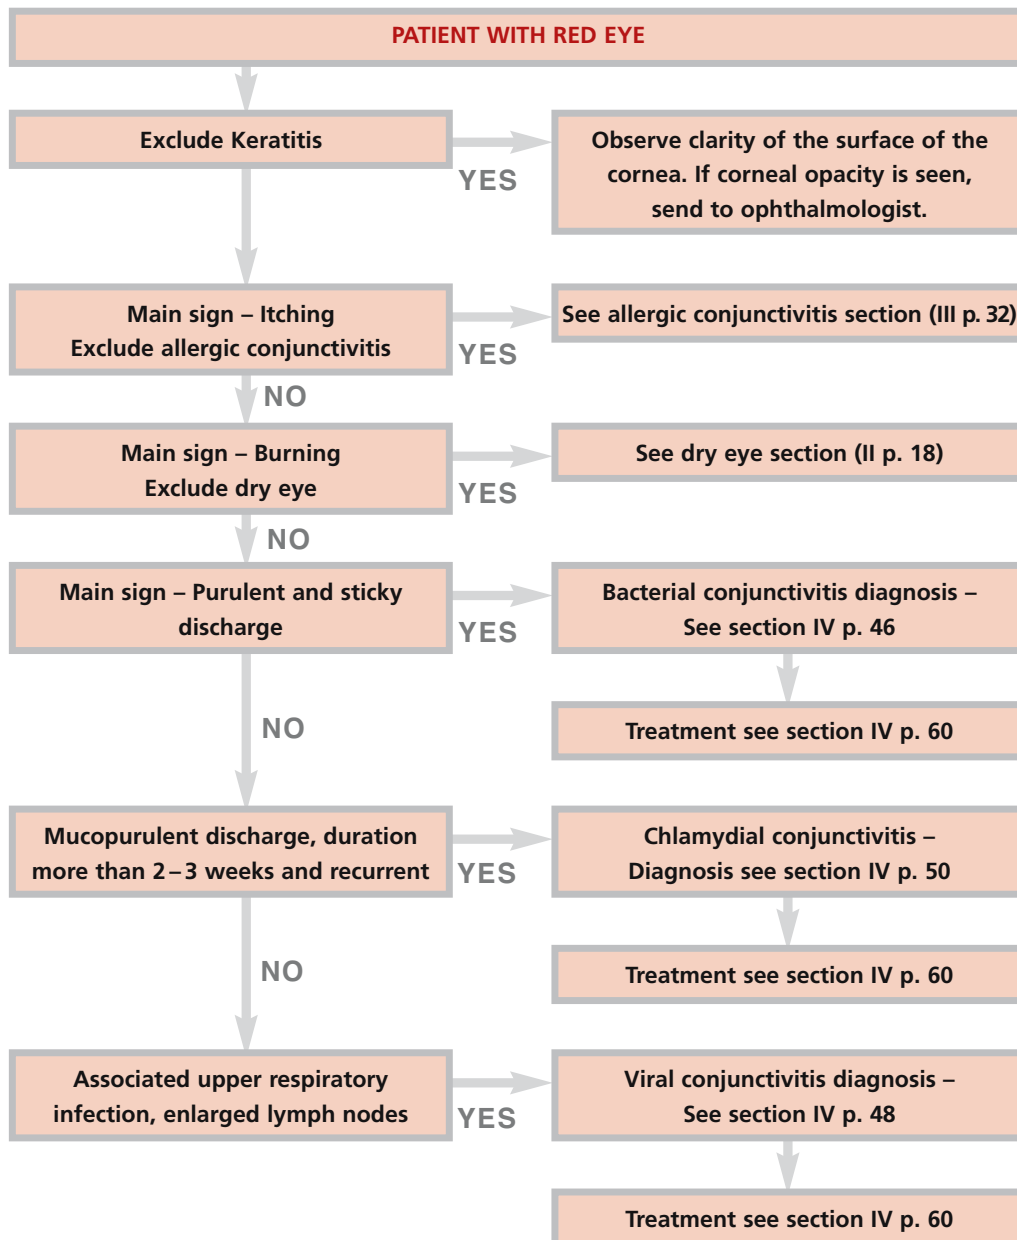 PATIENT WITH RED EYE
Exclude Keratitis
YES
Observe clarity of the surface of the
cornea. If corneal opacity is seen,
send to ophthalmologist.
Main sign – Itching
Exclude allergic conjunctivitis
YES
See allergic conjunctivitis section (III p. 32)
NO
Main sign – Burning
Exclude dry eye
YES
See dry eye section (II p. 18)
NO
Main sign – Purulent and sticky
discharge
YES
Bacterial conjunctivitis diagnosis –
See section IV p. 46
Treatment see section IV p. 60
NO
Mucopurulent discharge, duration
more than 2–3 weeks and recurrent
YES
Chlamydial conjunctivitis –
Diagnosis see section IV p. 50
Treatment see section IV p. 60
NO
Associated upper respiratory
infection, enlarged lymph nodes
YES
Viral conjunctivitis diagnosis –
See section IV p. 48
Treatment see section IV p. 60